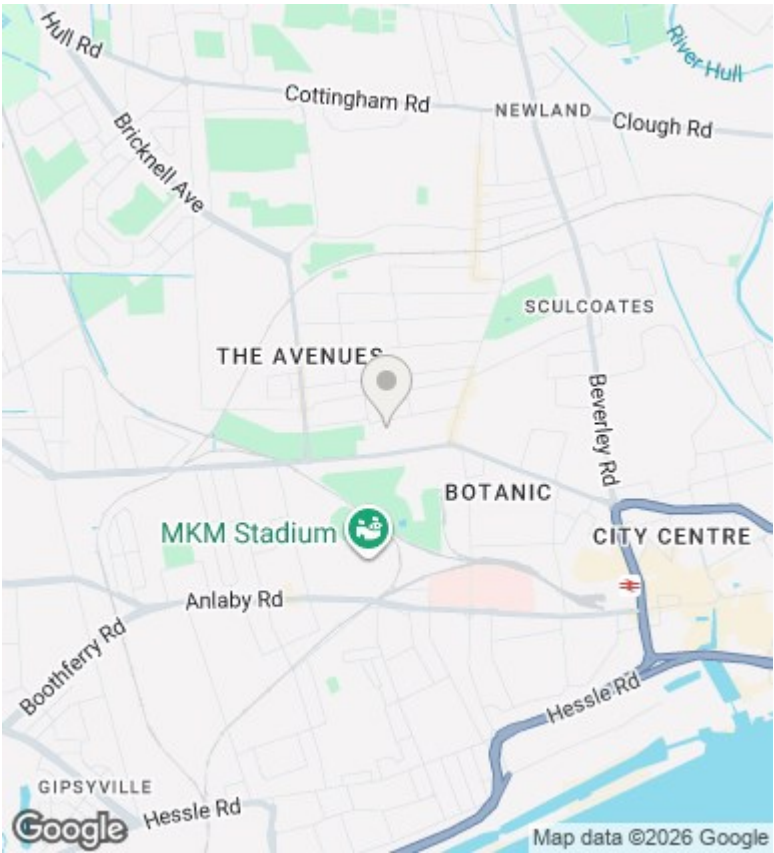 Hull Rd
River Hull
Cottingham Rd
NEWLAND
Clough Rd
Bricknell Ave
SCULCOATES
THE AVENUES
Beverley Rd
BOTANIC
MKM Stadium
CITY CENTRE
Anlaby Rd
Boothferry Rd
Hessle Rd
GIPSYVILLE
Hessle Rd
Google
Map data ©2026 Google